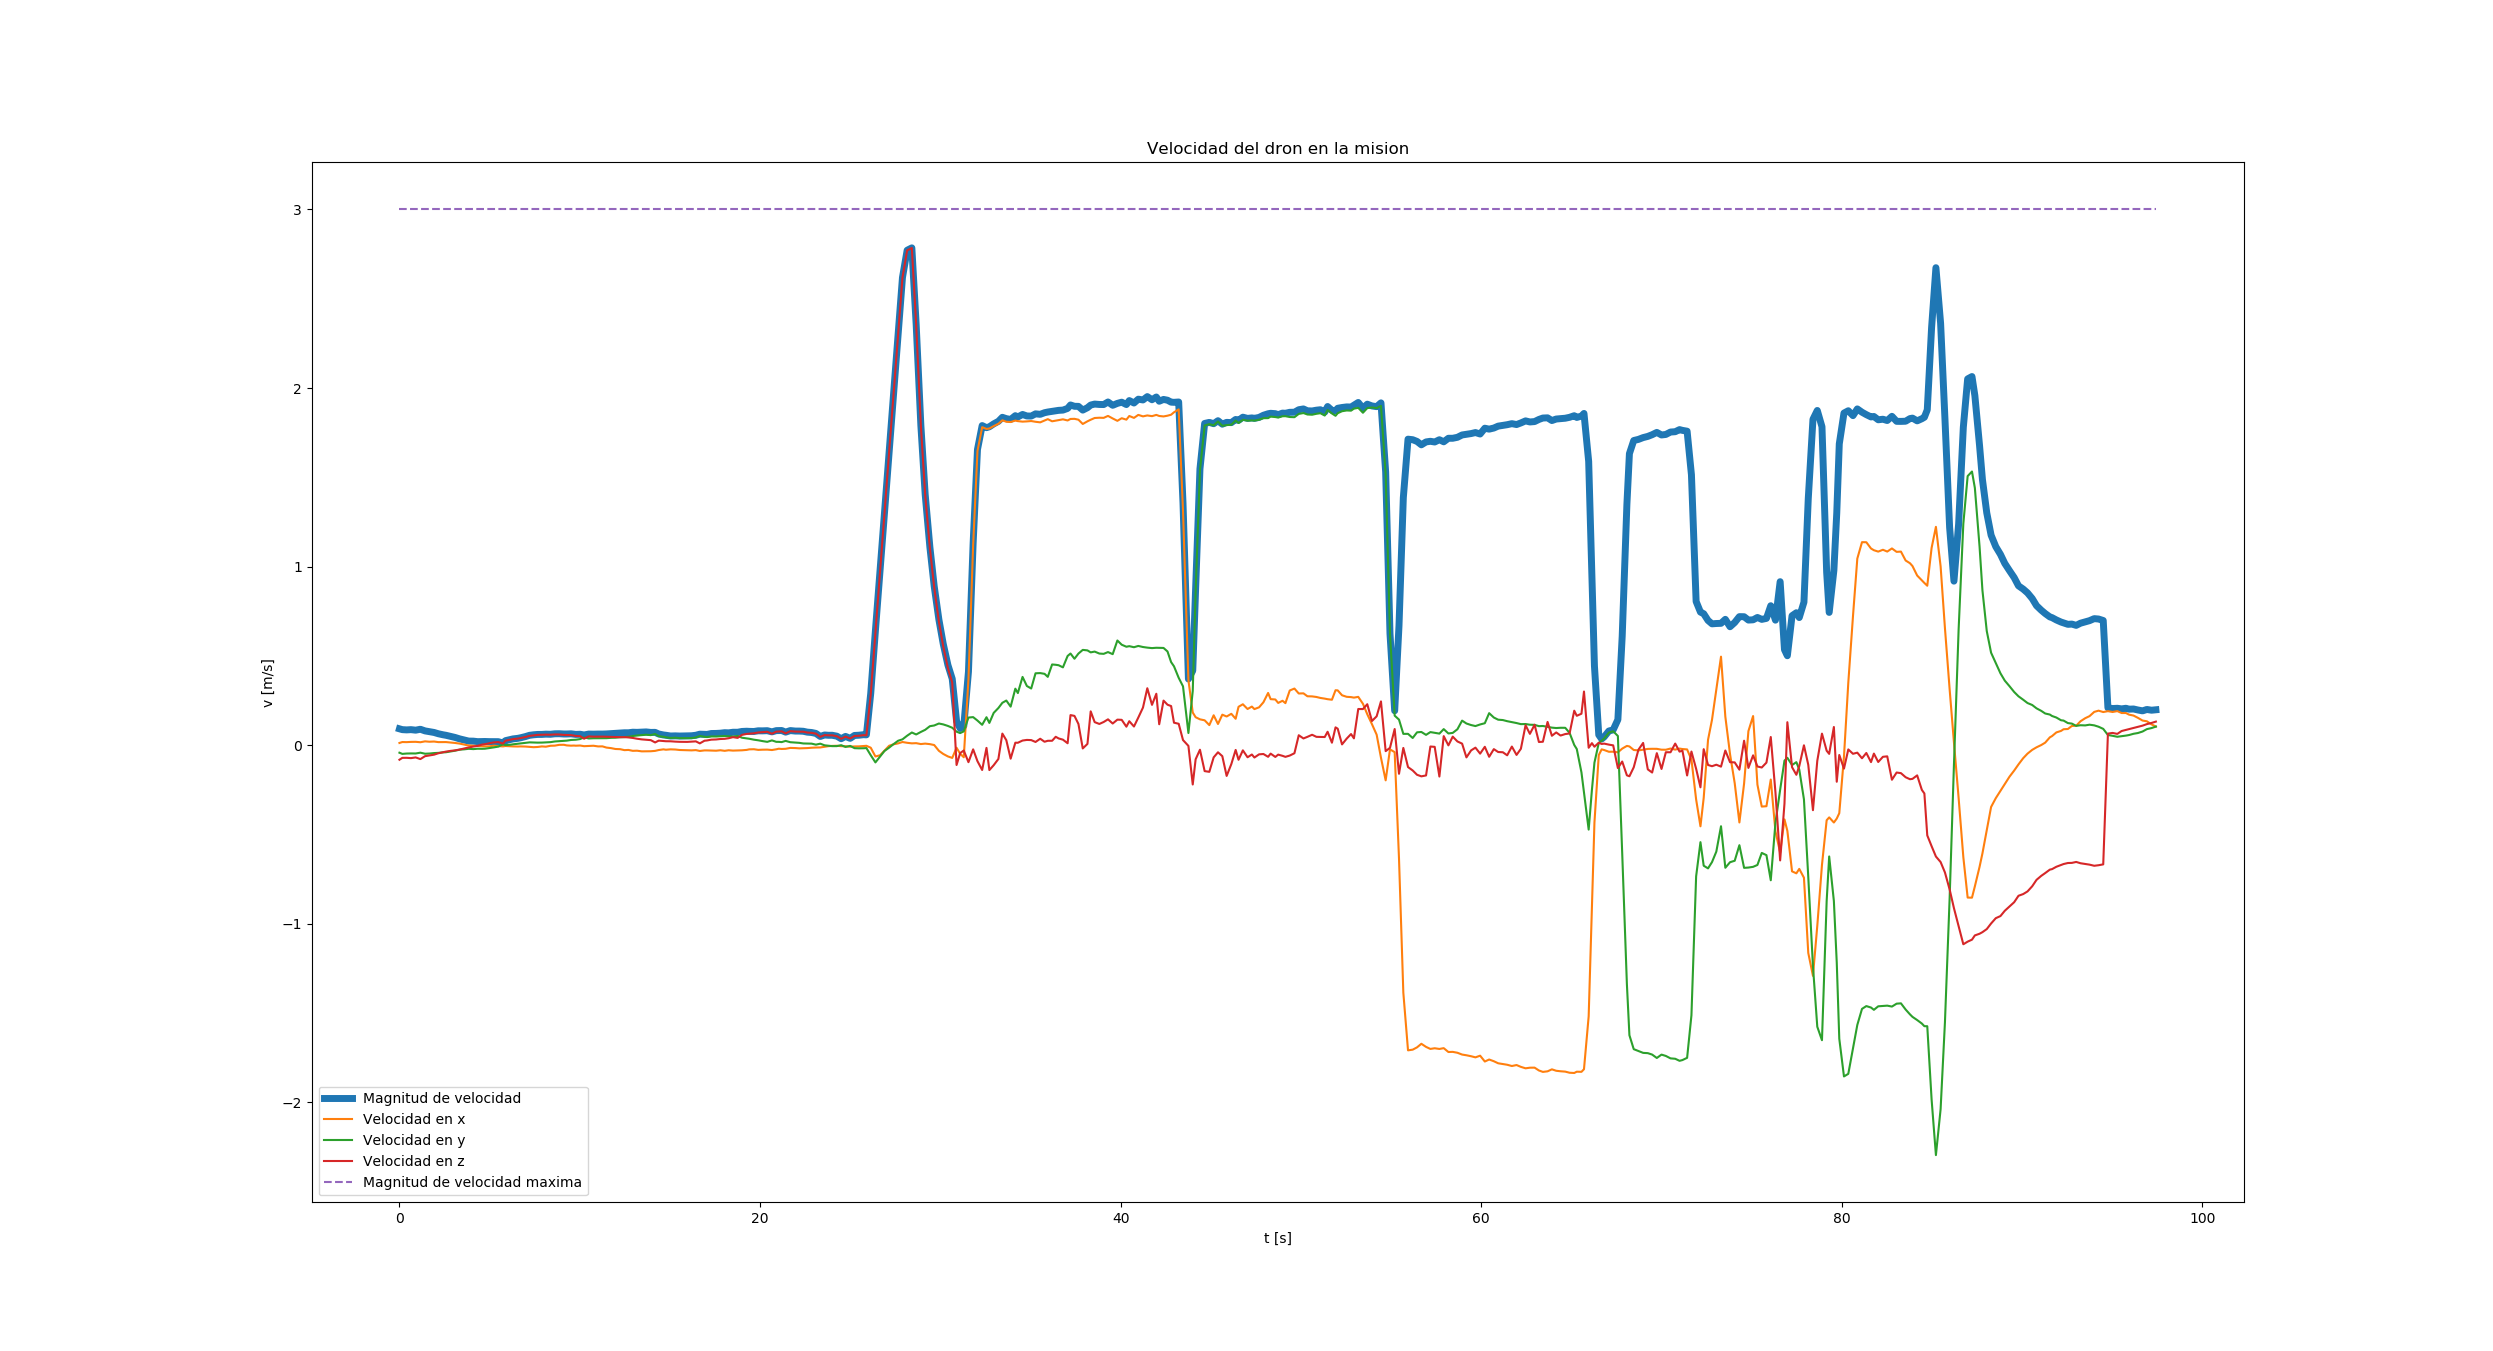 Velocidad del dron en la mision
3
2
1
0
−1
−2
v [m/s]
Magnitud de velocidad
Velocidad en x
Velocidad en y
Velocidad en z
Magnitud de velocidad maxima
0 20 40 60 80 100
t [s]